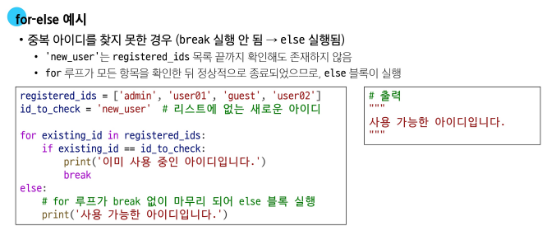 for-else 예시
• 중복 아이디를 찾지 못한 경우 (break 실행 안 됨 → else 실행됨)
• 'new_user'는 registered_ids 목록 끝까지 확인해도 존재하지 않음
• for 루프가 모든 항목을 확인한 뒤 정상적으로 종료되었으므로, else 블록이 실행
registered_ids = ['admin', 'user01', 'guest', 'user02']
id_to_check = 'new_user'  # 리스트에 없는 새로운 아이디
for existing_id in registered_ids:
    if existing_id == id_to_check:
        print('이미 사용 중인 아이디입니다.')
        break
else:
    # for 루프가 break 없이 마무리 되어 else 블록 실행
    print('사용 가능한 아이디입니다.')
# 출력
"""
사용 가능한 아이디입니다.
"""